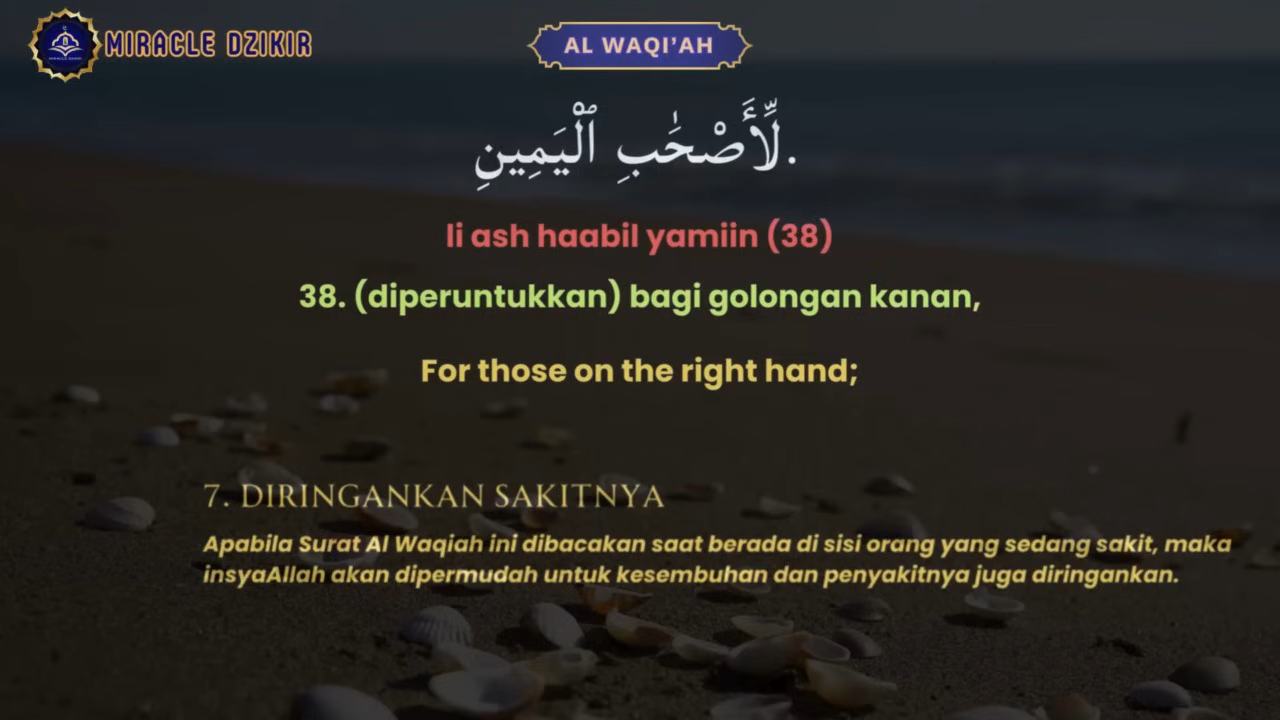 MIRACLE DZIKIR
AL WAQI'AH
لِّأَصْحَٰبِ ٱلْيَمِينِ.
li ash haabil yamiin (38)
38. (diperuntukkan) bagi golongan kanan,
For those on the right hand;
7. DIRINGANKAN SAKITNYA
Apabila Surat Al Waqiah ini dibacakan saat berada di sisi orang yang sedang sakit, maka
insyaAllah akan dipermudah untuk kesembuhan dan penyakitnya juga diringankan.